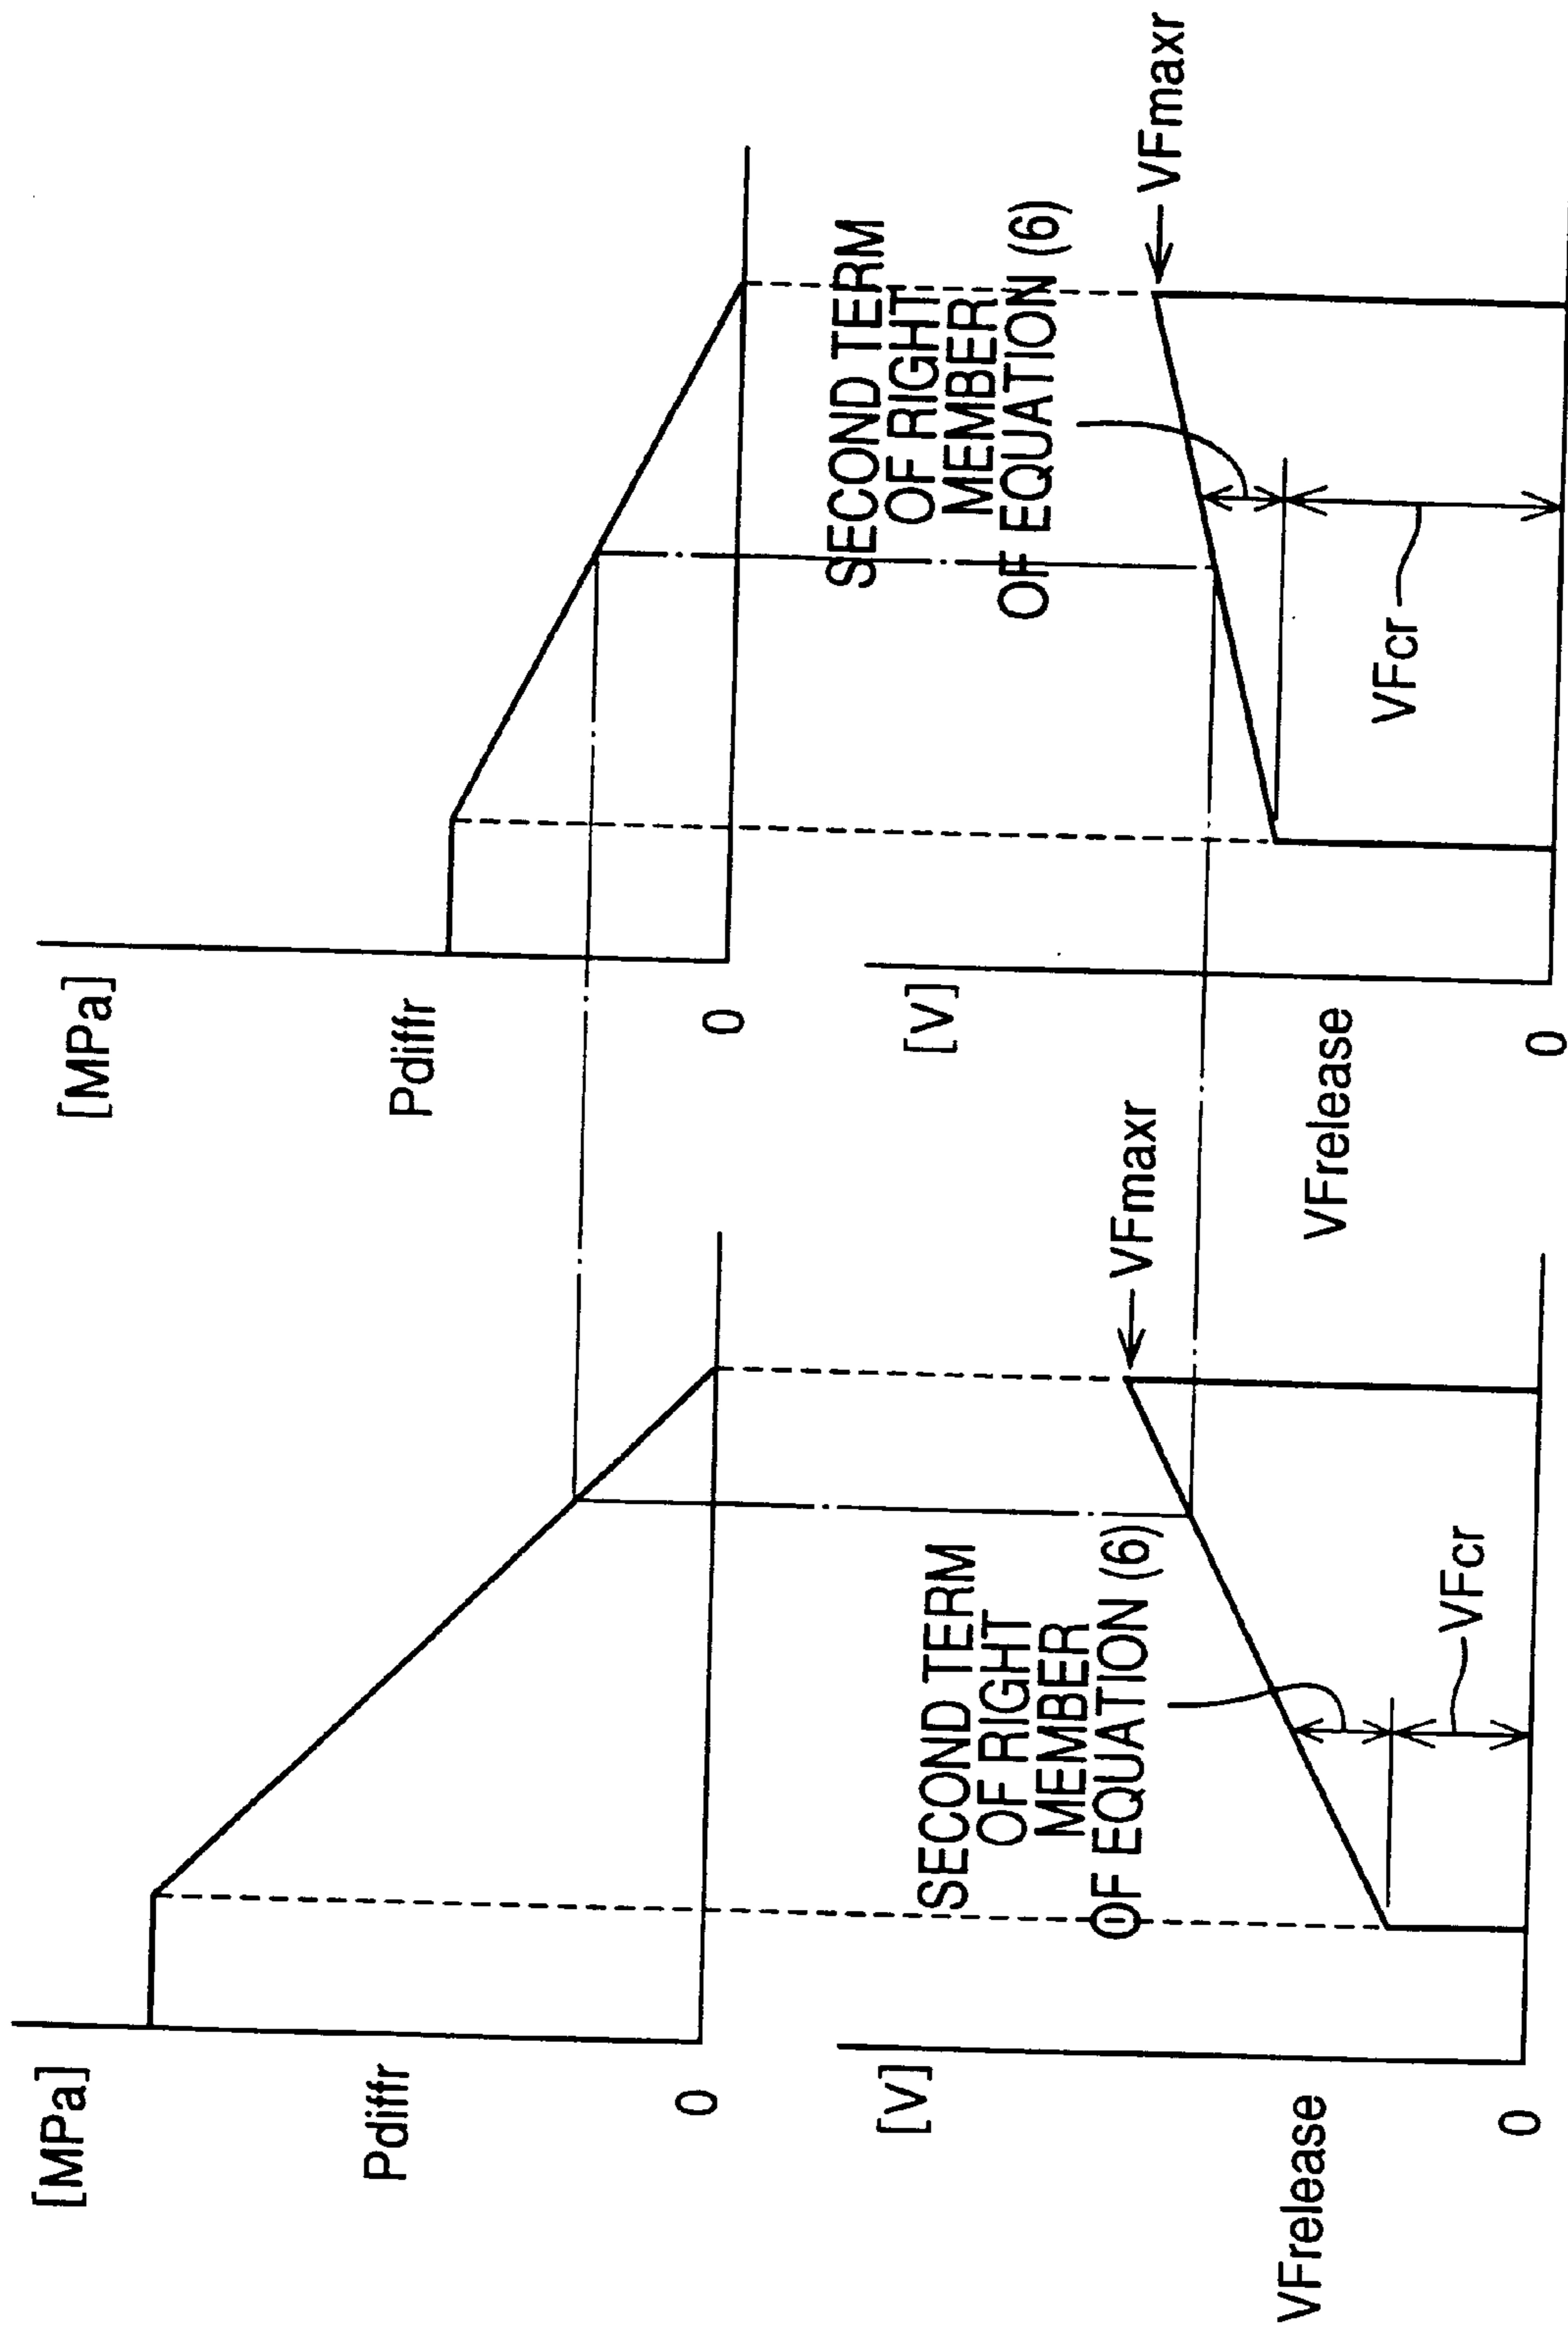 [MPa]
Pdiffr
0
[V]
VFrelease
0
SECOND TERM
OF RIGHT
MEMBER
OF EQUATION (6)
VFmaxr
VFcr
[MPa]
Pdiffr
0
[V]
VFrelease
0
SECOND TERM
OF RIGHT
MEMBER
OF EQUATION (6)
VFmaxr
VFcr